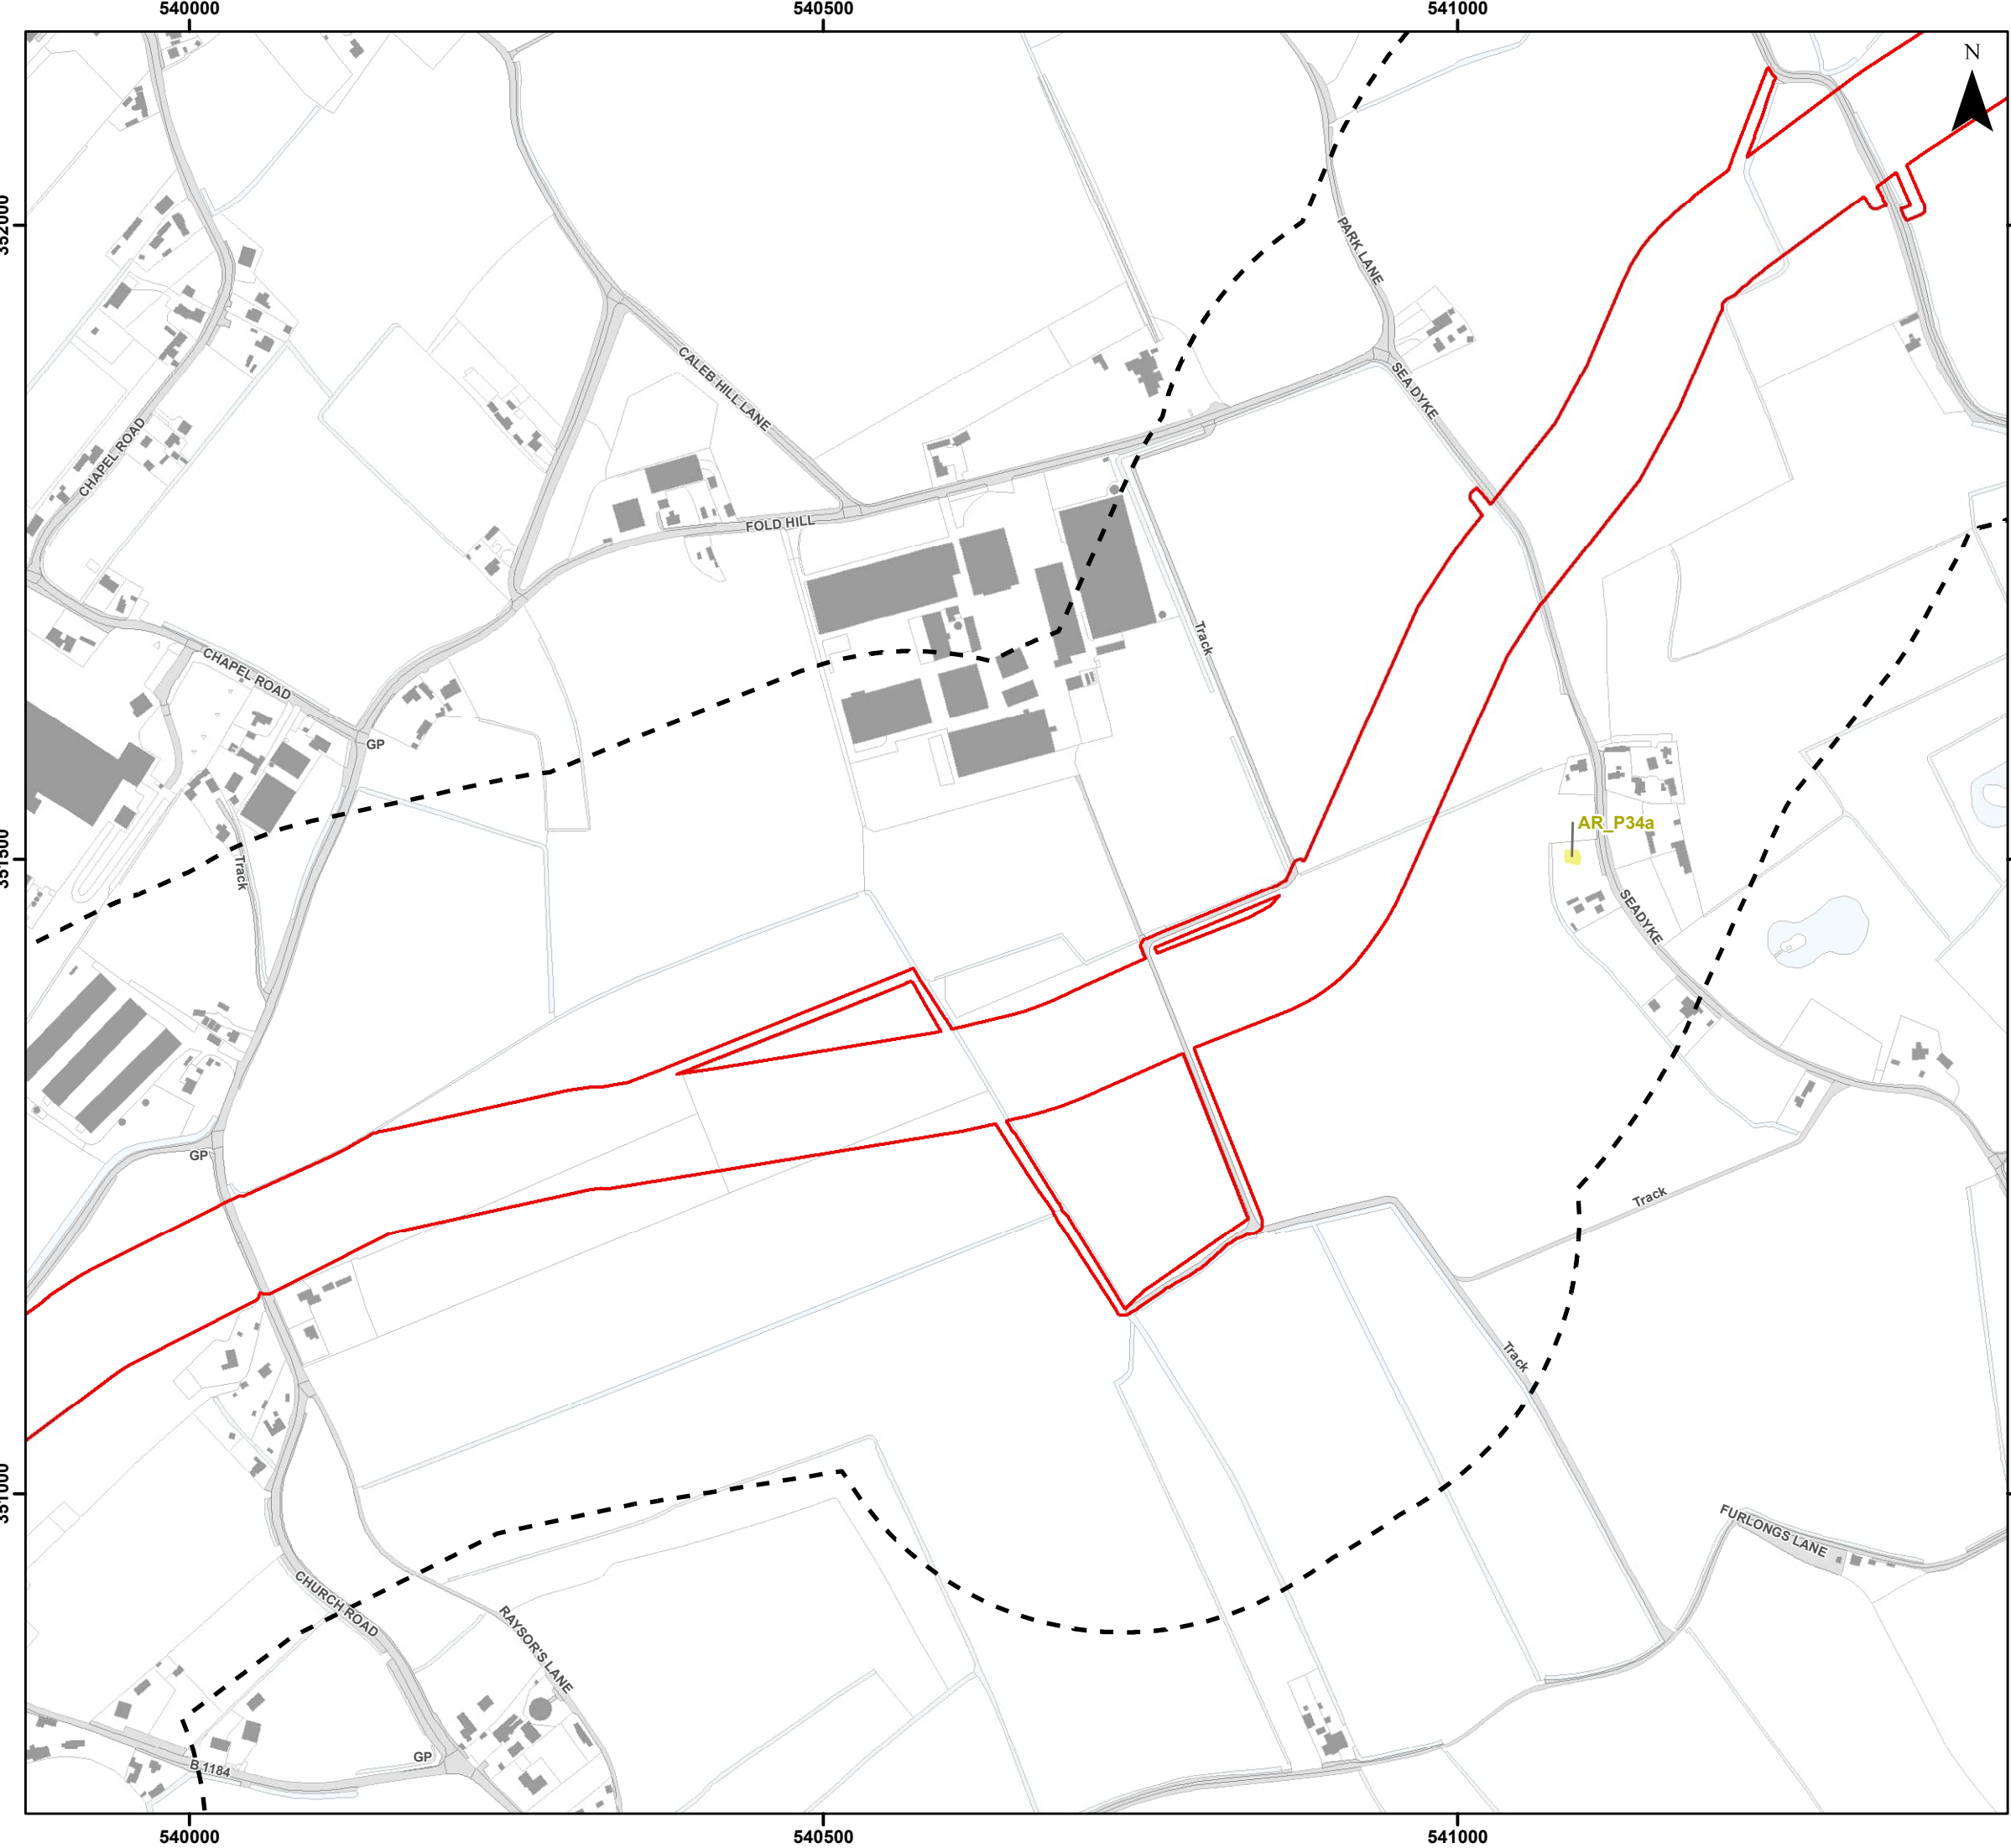 540000
540500
541000
N
352000
PARK LANE
CALEB HILL LANE
SEA DYKE
CHAPEL ROAD
FOLD HILL
Track
CHAPEL ROAD
GP
AR_P34a
351500
Track
SEADYKE
GP
Track
Track
351000
FURLONGS LANE
CHURCH ROAD
RAYSOR'S LANE
GP
B 1184
540000
540500
541000